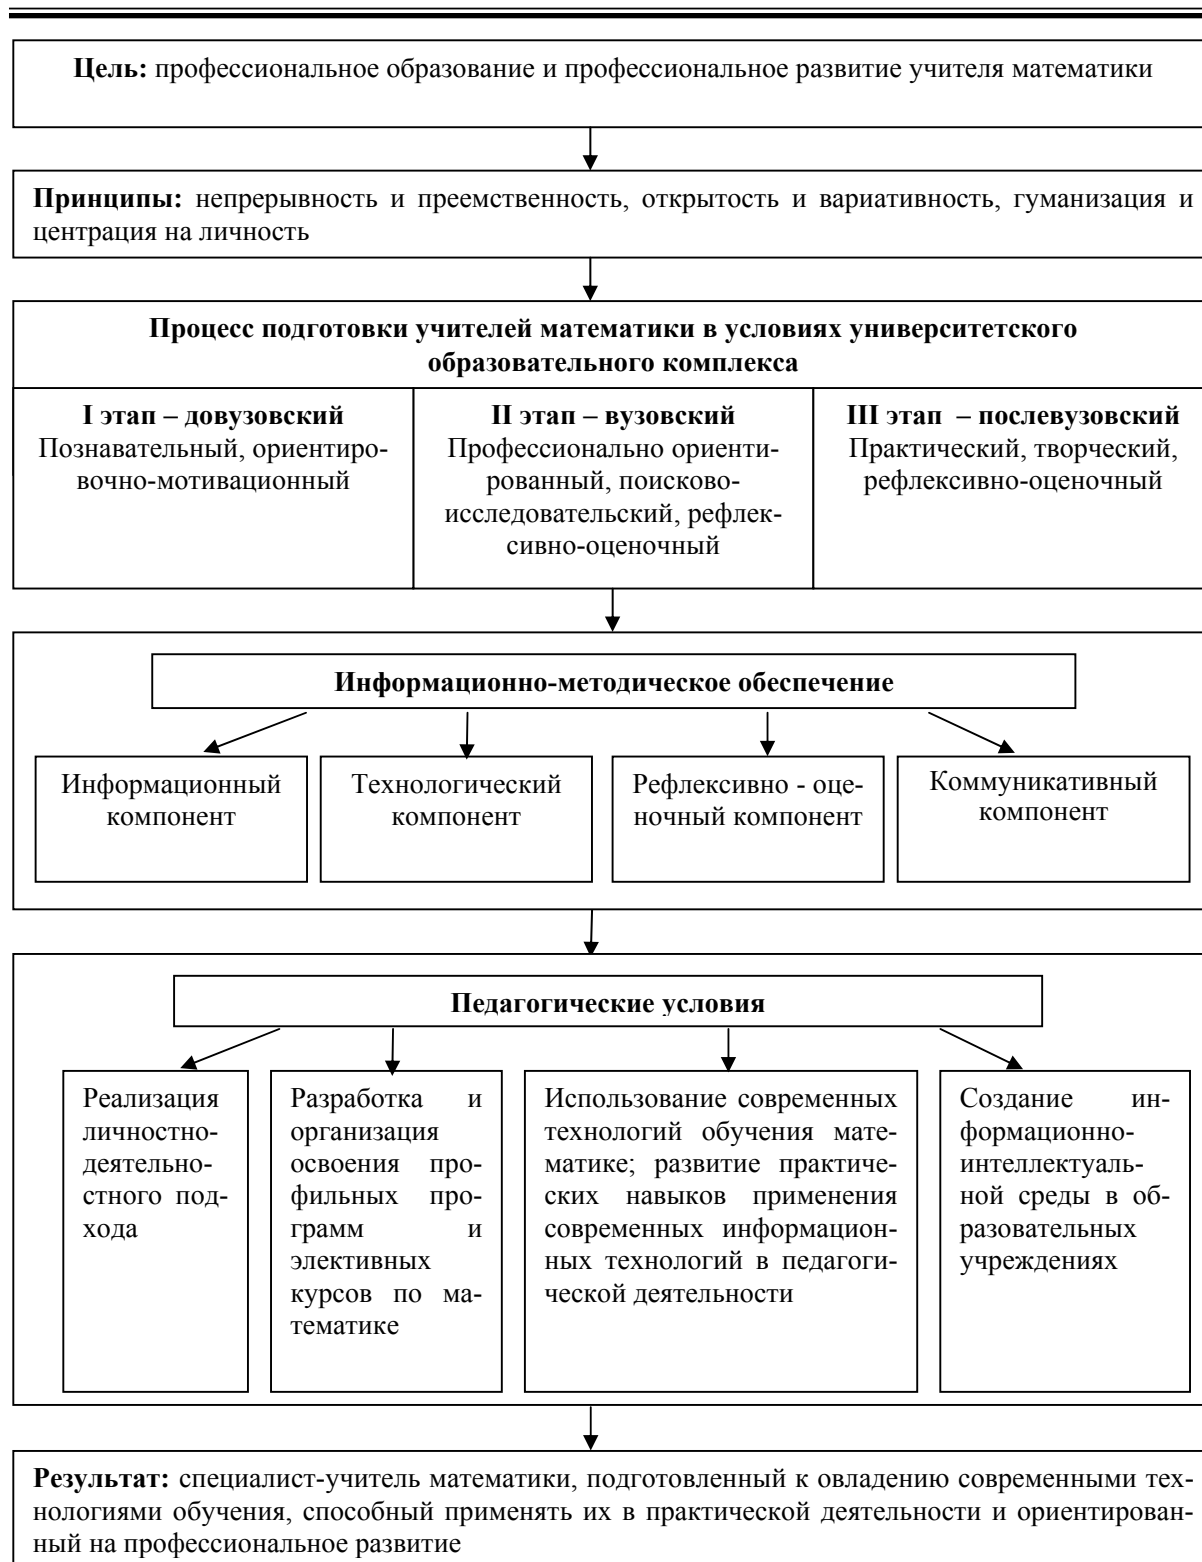 Цель: профессиональное образование и профессиональное развитие учителя математики
Принципы: непрерывность и преемственность, открытость и вариативность, гуманизация и
центрация на личность
Процесс подготовки учителей математики в условиях университетского
образовательного комплекса
I этап – довузовский
Познавательный, ориентиро-
вочно-мотивационный
II этап – вузовский
Профессионально ориенти-
рованный, поисково-
исследовательский, рефлек-
сивно-оценочный
III этап – послевузовский
Практический, творческий,
рефлексивно-оценочный
Информационно-методическое обеспечение
Информационный
компонент
Технологический
компонент
Рефлексивно - оце-
ночный компонент
Коммуникативный
компонент
Педагогические условия
Реализация
личностно-
деятельно-
стного под-
хода
Разработка и
организация
освоения про-
фильных про-
грамм и
элективных
курсов по ма-
тематике
Использование современных
технологий обучения мате-
матике; развитие практиче-
ских навыков применения
современных информацион-
ных технологий в педагоги-
ческой деятельности
Создание ин-
формационно-
интеллектуаль-
ной среды в об-
разовательных
учреждениях
Результат: специалист-учитель математики, подготовленный к овладению современными тех-
нологиями обучения, способный применять их в практической деятельности и ориентирован-
ный на профессиональное развитие